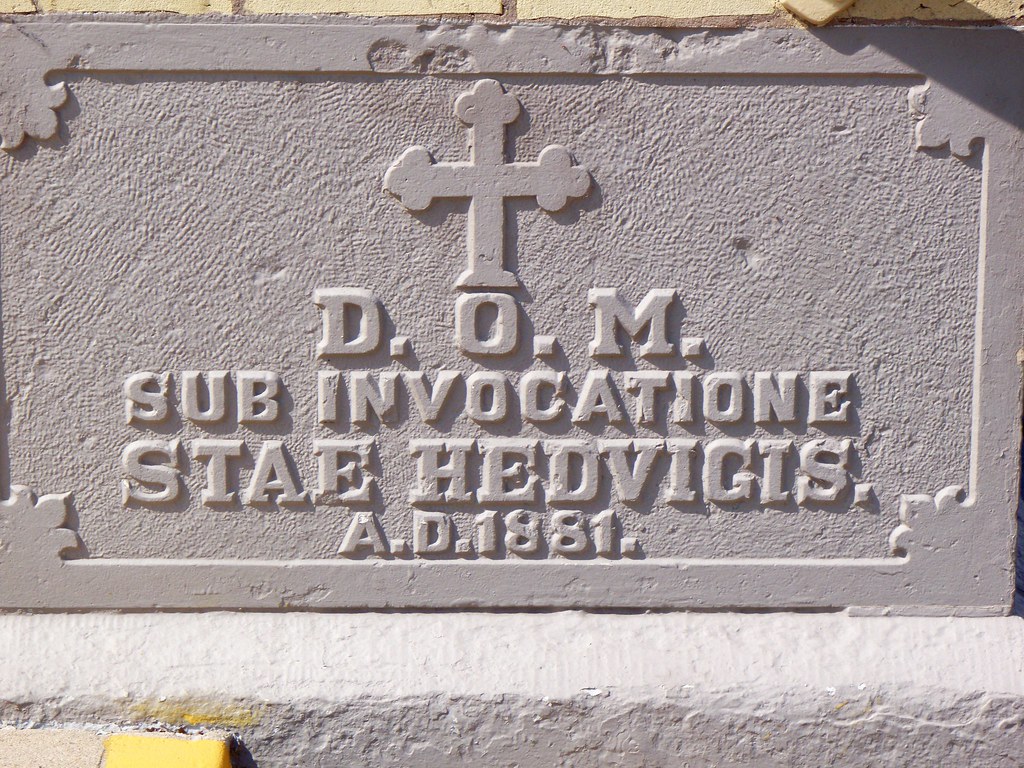 D. O. M.
SUB INVOCATIONE
STAE HEDVIGIS.
A.D.1881.